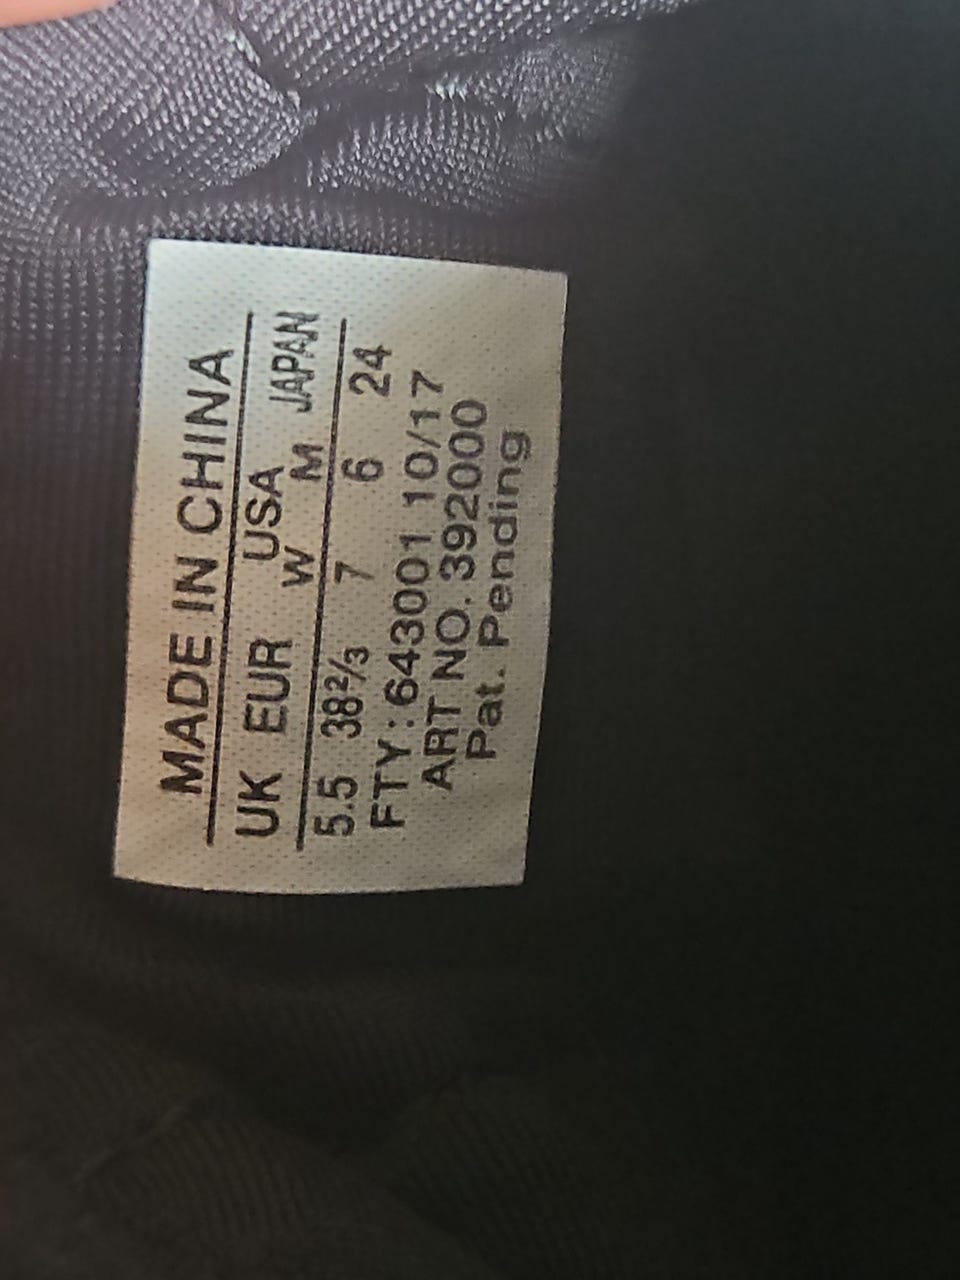 MADE IN CHINA
UK EUR USA JAPAN
W M
5.5 38⅔ 7 6 24
FTY: 643001 10/17
ART NO. 392000
Pat. Pending